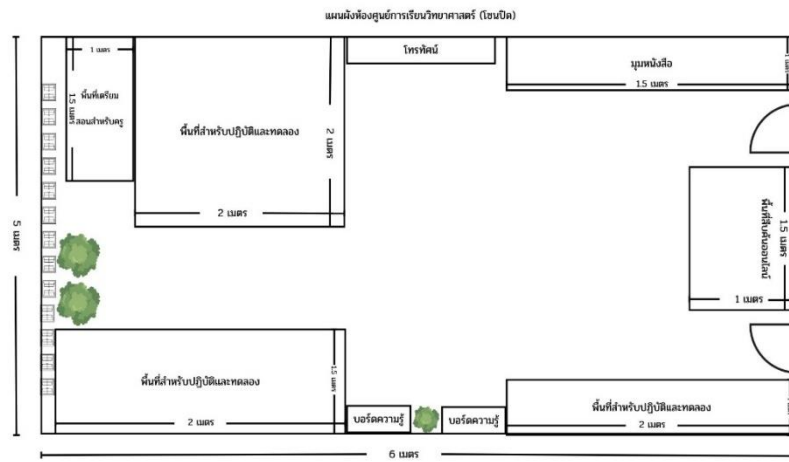 แผนผังห้องศูนย์การเรียนวิทยาศาสตร์ (โซนปิด)
1 เมตร
พื้นที่เตรียม
สอนสำหรับครู
1.5 เมตร
พื้นที่สำหรับปฏิบัติและทดลอง
2 เมตร
2 เมตร
โทรทัศน์
มุมหนังสือ
1.5 เมตร
5 เมตร
พื้นที่สืบค้นออนไลน์
1.5 เมตร
1 เมตร
พื้นที่สำหรับปฏิบัติและทดลอง
1.5 เมตร
2 เมตร
บอร์ดความรู้
บอร์ดความรู้
พื้นที่สำหรับปฏิบัติและทดลอง
2 เมตร
6 เมตร